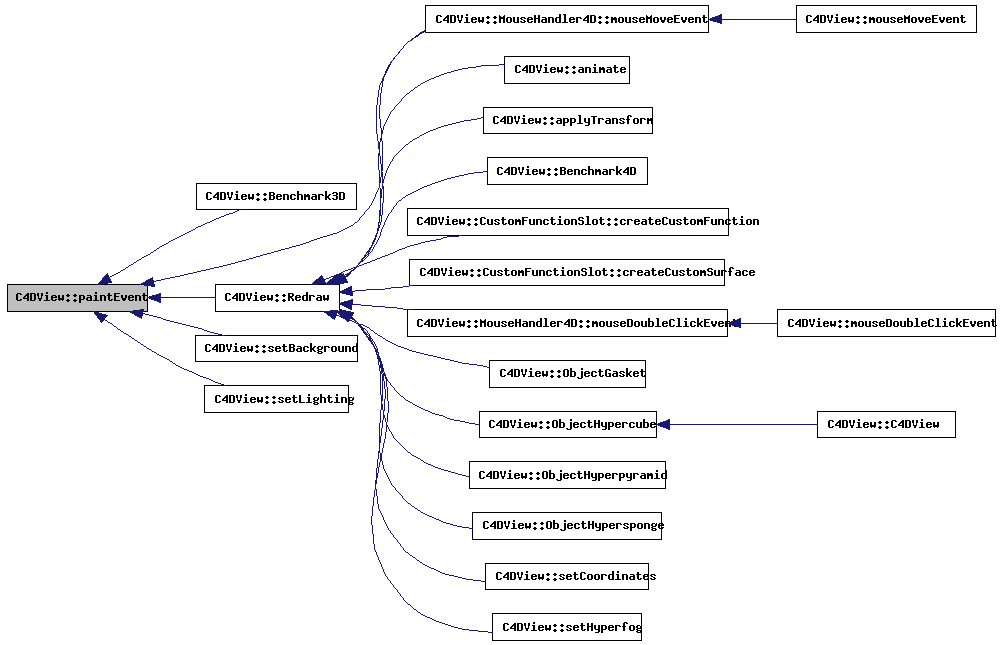 C4DView::MouseHandler4D::mouseMoveEvent
C4DView::mouseMoveEvent
C4DView::animate
C4DView::applyTransform
C4DView::Benchmark4D
C4DView::Benchmark3D
C4DView::CustomFunctionSlot::createCustomFunction
C4DView::CustomFunctionSlot::createCustomSurface
C4DView::paintEvent
C4DView::Redraw
C4DView::MouseHandler4D::mouseDoubleClickEvent
C4DView::mouseDoubleClickEvent
C4DView::setBackground
C4DView::ObjectGasket
C4DView::setLighting
C4DView::ObjectHypercube
C4DView::C4DView
C4DView::ObjectHyperpyramid
C4DView::ObjectHypersponge
C4DView::setCoordinates
C4DView::setHyperfog